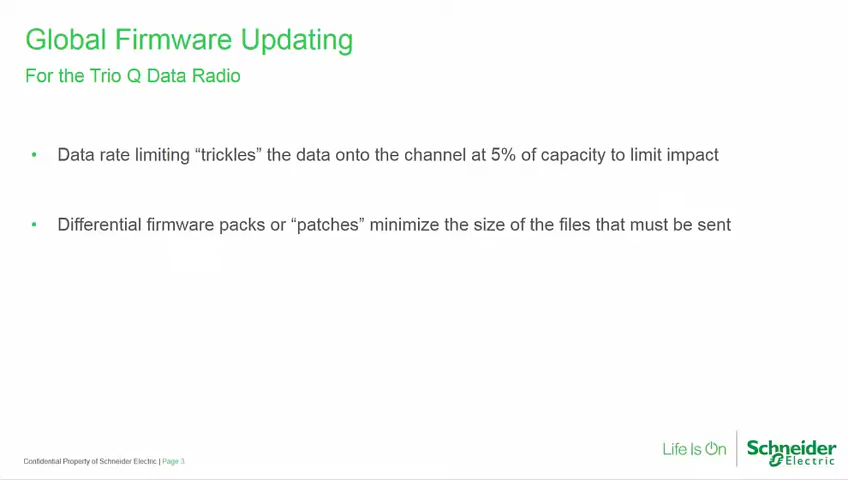 Global Firmware Updating
For the Trio Q Data Radio
• Data rate limiting “trickles” the data onto the channel at 5% of capacity to limit impact
• Differential firmware packs or “patches” minimize the size of the files that must be sent
Life Is On
Schneider
Electric
Confidential Property of Schneider Electric | Page 3